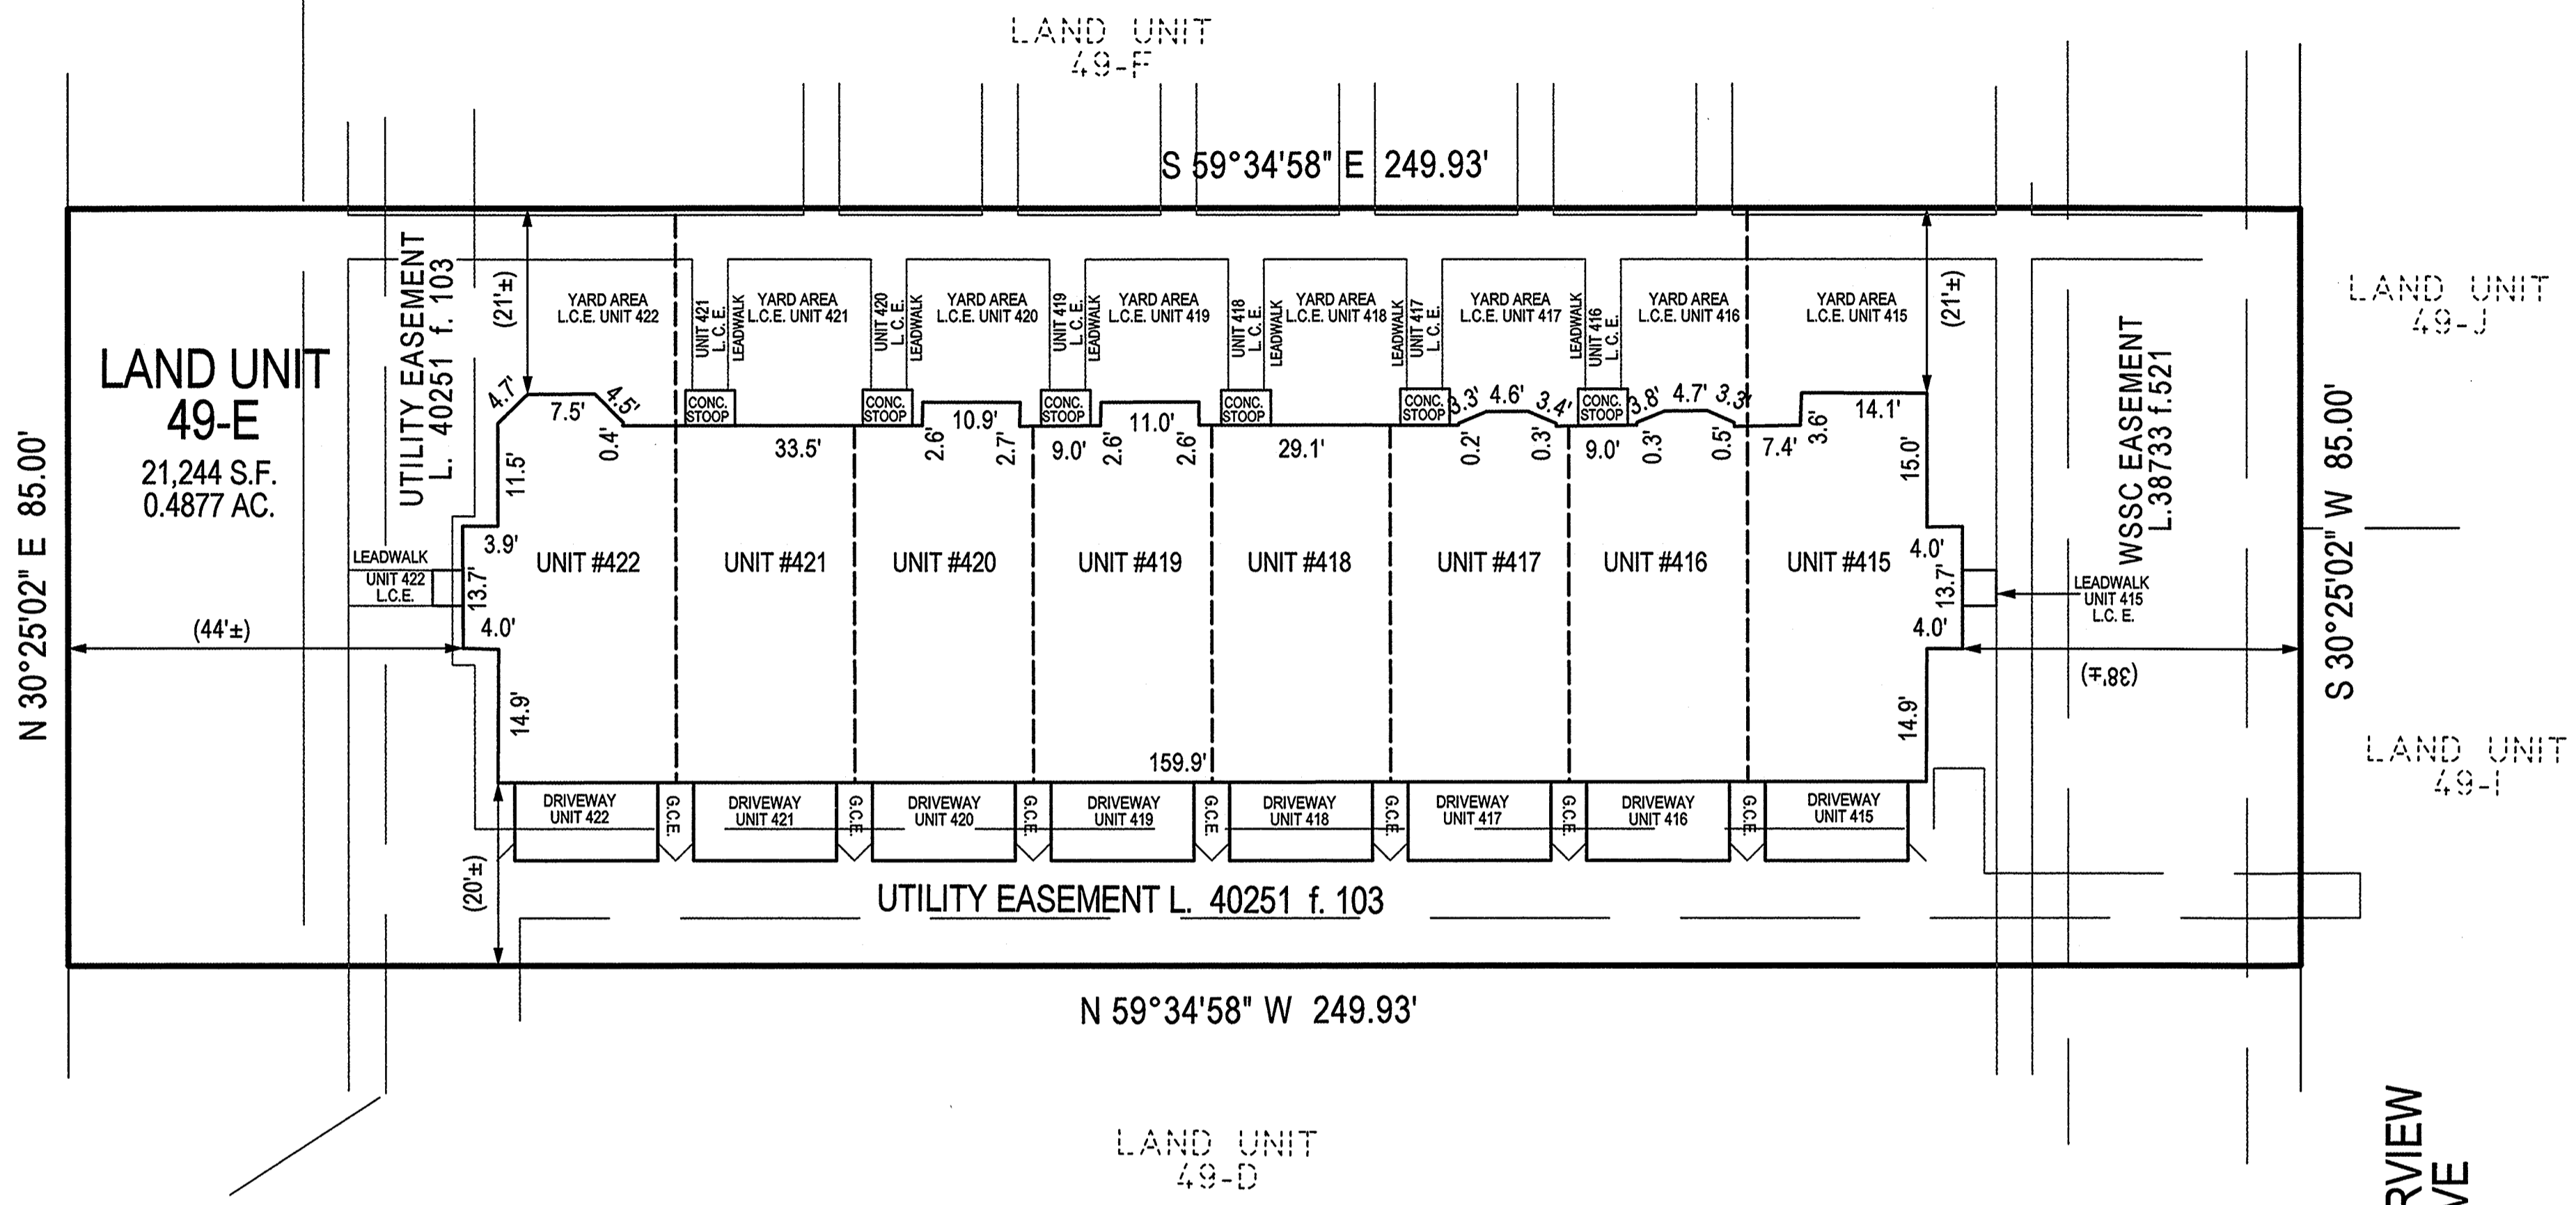 LAND UNIT
49-F
S 59°34'58" E 249.93'
UTILITY EASEMENT
L. 40251 f. 103
(21'±)
YARD AREA
L.C.E. UNIT 422
UNIT 421
L. C. E.
LEADWALK
YARD AREA
L.C.E. UNIT 421
UNIT 420
L. C. E.
LEADWALK
YARD AREA
L.C.E. UNIT 420
UNIT 419
L. C. E.
LEADWALK
YARD AREA
L.C.E. UNIT 419
UNIT 418
L. C. E.
LEADWALK
YARD AREA
L.C.E. UNIT 418
UNIT 417
L. C. E.
LEADWALK
YARD AREA
L.C.E. UNIT 417
LEADWALK
UNIT 416
L. C. E.
YARD AREA
L.C.E. UNIT 416
YARD AREA
L.C.E. UNIT 415
(21'±)
LAND UNIT
49-J
LAND UNIT
49-E
21,244 S.F.
0.4877 AC.
WSSC EASEMENT
L.38733 f.521
N 30°25'02" E 85.00'
S 30°25'02" W 85.00'
4.7'
7.5'
4.5'
0.4'
CONC.
STOOP
33.5'
CONC.
STOOP
2.6'
10.9'
2.7'
CONC.
STOOP
9.0'
2.6'
11.0'
2.6'
CONC.
STOOP
29.1'
CONC.
STOOP
3.3'
4.6'
3.4'
0.2'
0.3'
CONC.
STOOP
9.0'
3.8'
4.7'
3.3'
0.3'
0.5'
7.4'
3.6'
14.1'
15.0'
11.5'
3.9'
LEADWALK
UNIT 422
L.C.E.
13.7'
4.0'
(44'±)
14.9'
UNIT #422
UNIT #421
UNIT #420
UNIT #419
UNIT #418
UNIT #417
UNIT #416
UNIT #415
4.0'
13.7'
4.0'
LEADWALK
UNIT 415
L.C. E.
(38'±)
14.9'
LAND UNIT
49-I
159.9'
DRIVEWAY
UNIT 422
G.C.E.
DRIVEWAY
UNIT 421
G.C.E.
DRIVEWAY
UNIT 420
G.C.E.
DRIVEWAY
UNIT 419
G.C.E.
DRIVEWAY
UNIT 418
G.C.E.
DRIVEWAY
UNIT 417
G.C.E.
DRIVEWAY
UNIT 416
G.C.E.
DRIVEWAY
UNIT 415
(20'±)
UTILITY EASEMENT L. 40251 f. 103
N 59°34'58" W 249.93'
LAND UNIT
49-D
RVIEW
VE